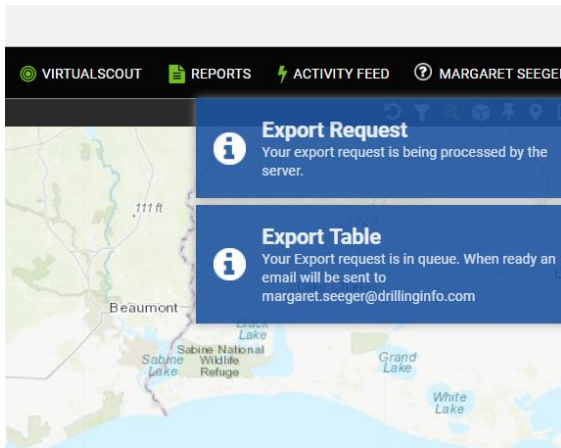 VIRTUALSCOUT REPORTS ACTIVITY FEED MARGARET SEEGER
Export Request
Your export request is being processed by the
server.
111 ft
Export Table
Your Export request is in queue. When ready an
email will be sent to
margaret.seeger@drillinginfo.com
Beaumont
Lake
Sabine National
Wildlife
Refuge
Sabine
Lake
Grand
Lake
White
Lake